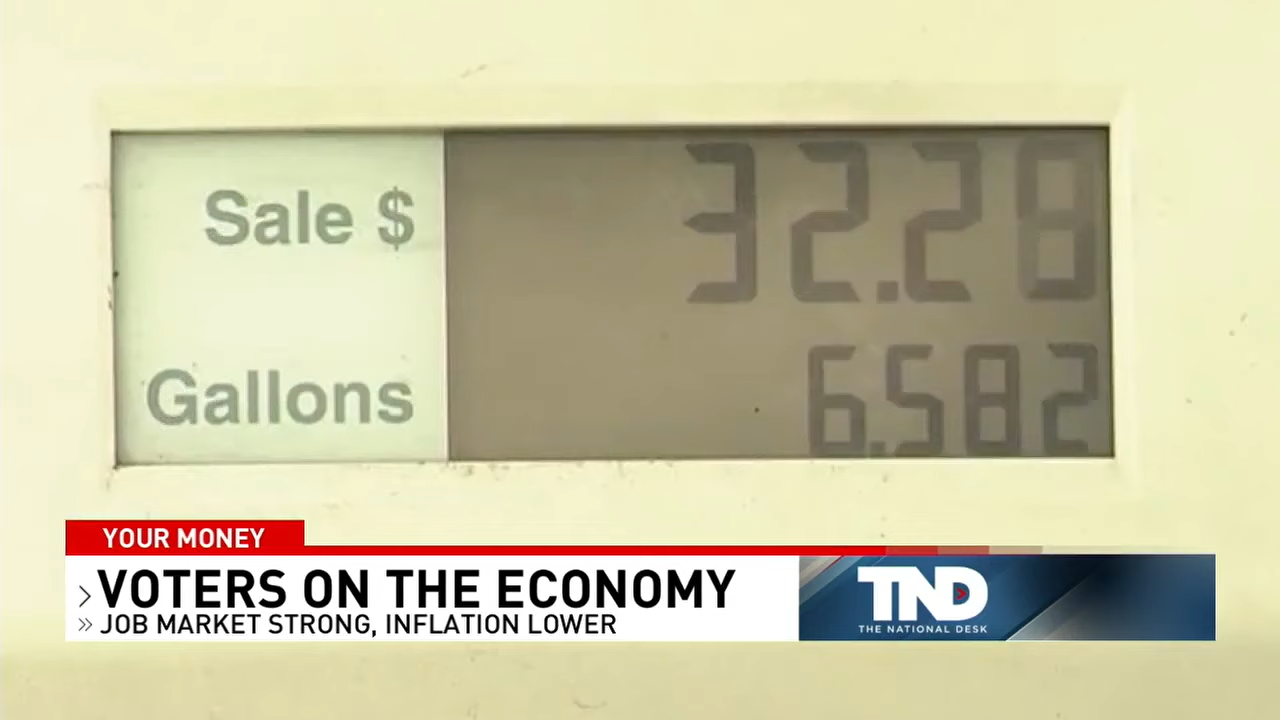 Sale $ 32.28
Gallons 6.582
YOUR MONEY
VOTERS ON THE ECONOMY
JOB MARKET STRONG, INFLATION LOWER
TND
THE NATIONAL DESK